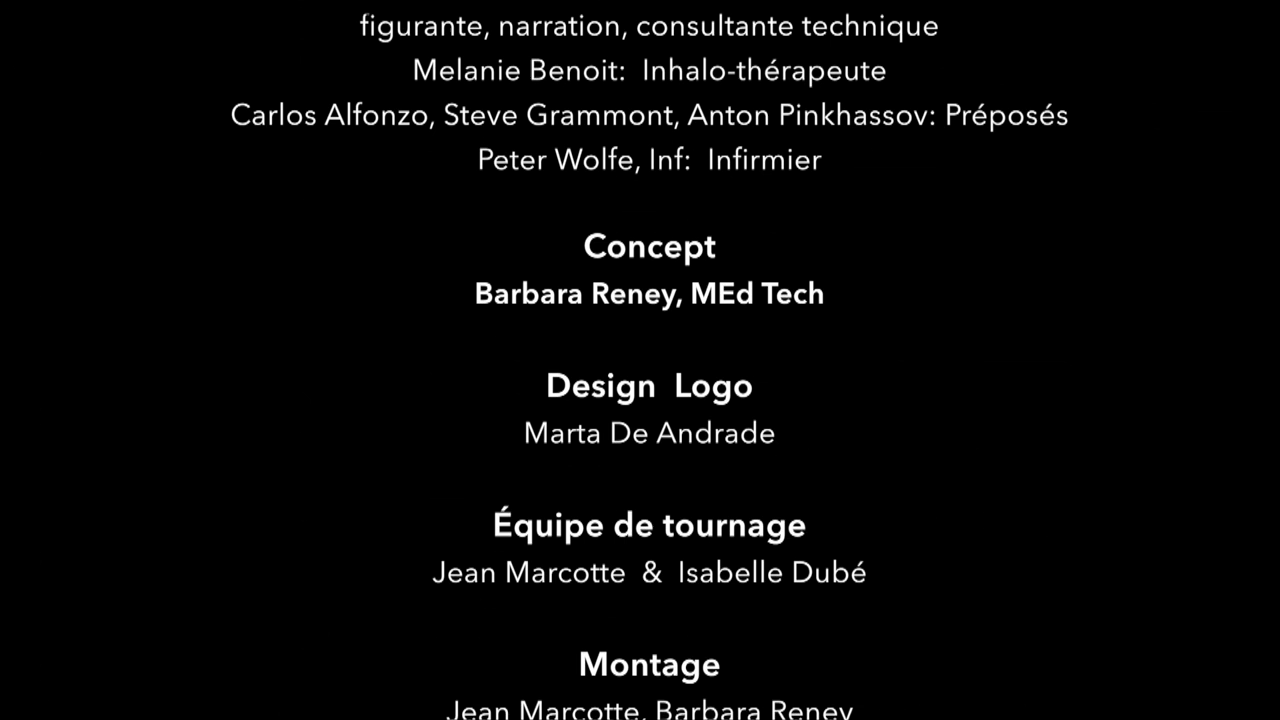 figurante, narration, consultante technique
Melanie Benoit: Inhalo-thérapeute
Carlos Alfonzo, Steve Grammont, Anton Pinkhassov: Préposés
Peter Wolfe, Inf: Infirmier
Concept
Barbara Reney, MEd Tech
Design Logo
Marta De Andrade
Équipe de tournage
Jean Marcotte & Isabelle Dubé
Montage
Jean Marcotte, Barbara Reney